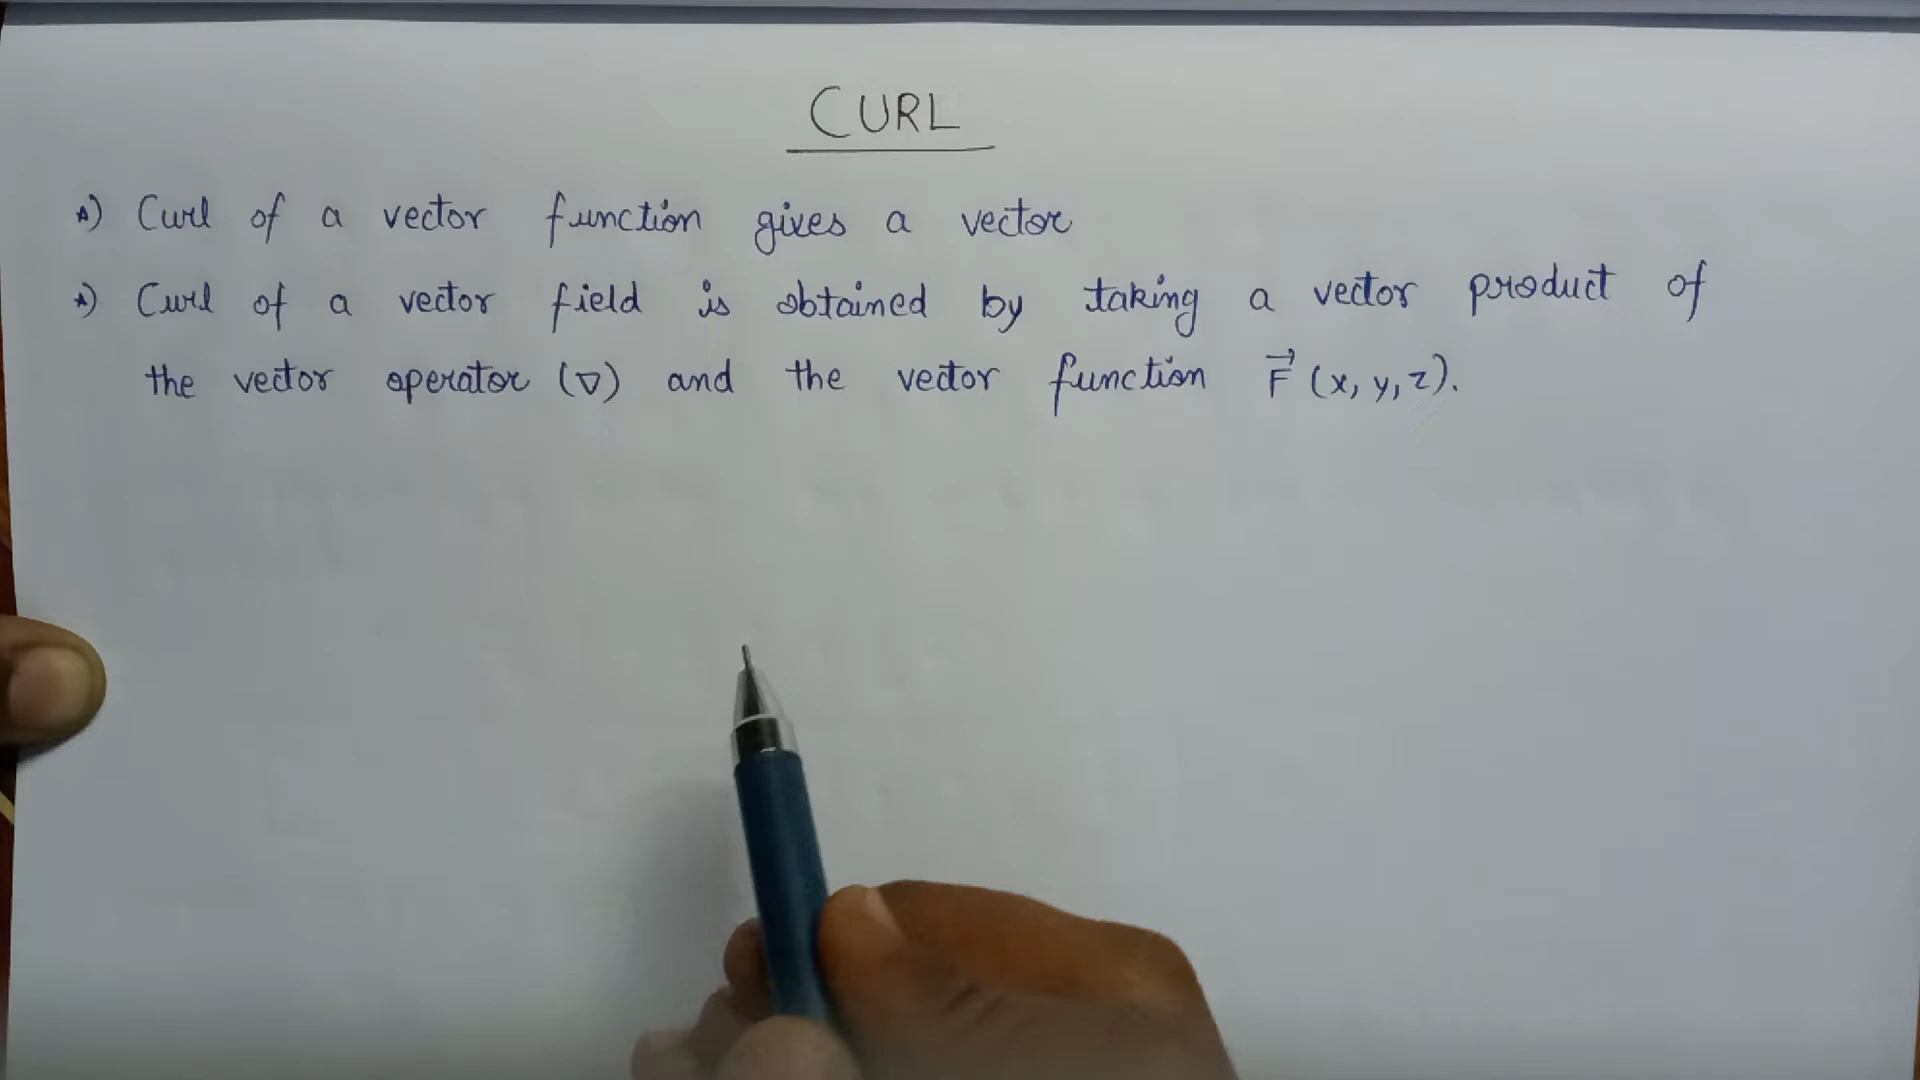 CURL
*) Curl of a vector function gives a vector
*) Curl of a vector field is obtained by taking a vector product of
the vector operator (∇) and the vector function F⃗ (x, y, z).